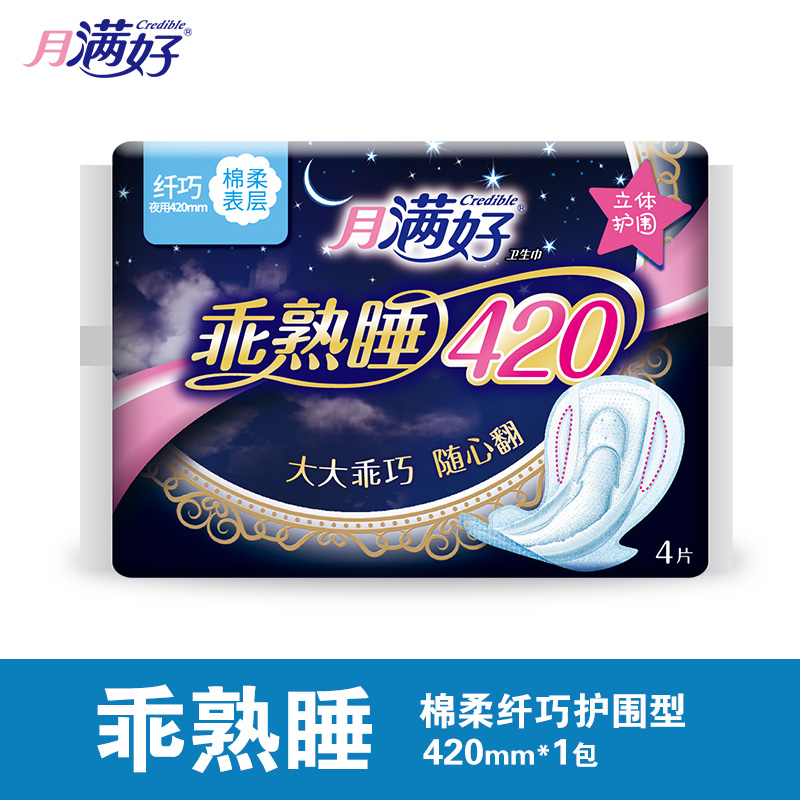 Credible®
月满好
纤巧
夜用420mm
棉柔
表层
Credible®
月满好
卫生巾
立体
护围
乖熟睡420
大大乖巧 随心翻
4片
乖熟睡
棉柔纤巧护围型
420mm*1包